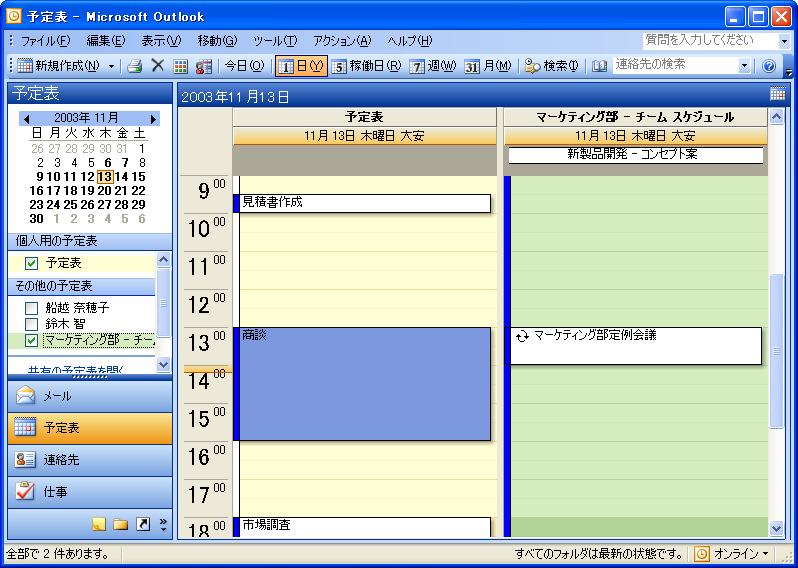 予定表 - Microsoft Outlook
ファイル(F) 編集(E) 表示(V) 移動(G) ツール(T) アクション(A) ヘルプ(H) 質問を入力してください
新規作成(N) 今日(O) 1 日(Y) 5 稼働日(R) 7 週(W) 31 月(M) 検索(I) 連絡先の検索
予定表
2003年11月13日
2003年 11月
日 月 火 水 木 金 土
26 27 28 29 30 31 1
2 3 4 5 6 7 8
9 10 11 12 13 14 15
16 17 18 19 20 21 22
23 24 25 26 27 28 29
30 1 2 3 4 5 6
個人用の予定表
予定表
その他の予定表
船越 奈穂子
鈴木 智
マーケティング部 - チー
共有の予定表を開く
メール
予定表
連絡先
仕事
予定表
11月 13日 木曜日 大安
マーケティング部 - チーム スケジュール
11月 13日 木曜日 大安
新製品開発 - コンセプト案
9 00
見積書作成
10 00
11 00
12 00
13 00
商談
マーケティング部定例会議
14 00
15 00
16 00
17 00
18 00
市場調査
全部で 2 件あります。
すべてのフォルダは最新の状態です。
オンライン